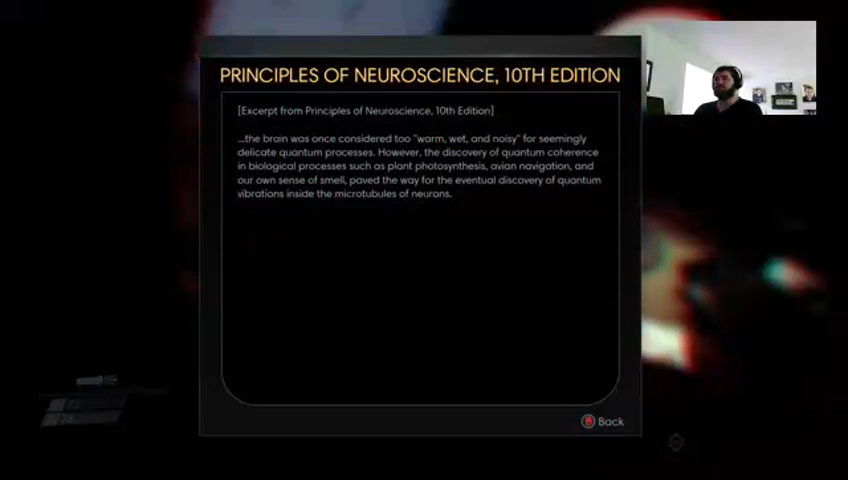 PRINCIPLES OF NEUROSCIENCE, 10TH EDITION
[Excerpt from Principles of Neuroscience, 10th Edition]
...the brain was once considered too "warm, wet, and noisy" for seemingly
delicate quantum processes. However, the discovery of quantum coherence
in biological processes such as plant photosynthesis, avian navigation, and
our own sense of smell, paved the way for the eventual discovery of quantum
vibrations inside the microtubules of neurons.
B Back